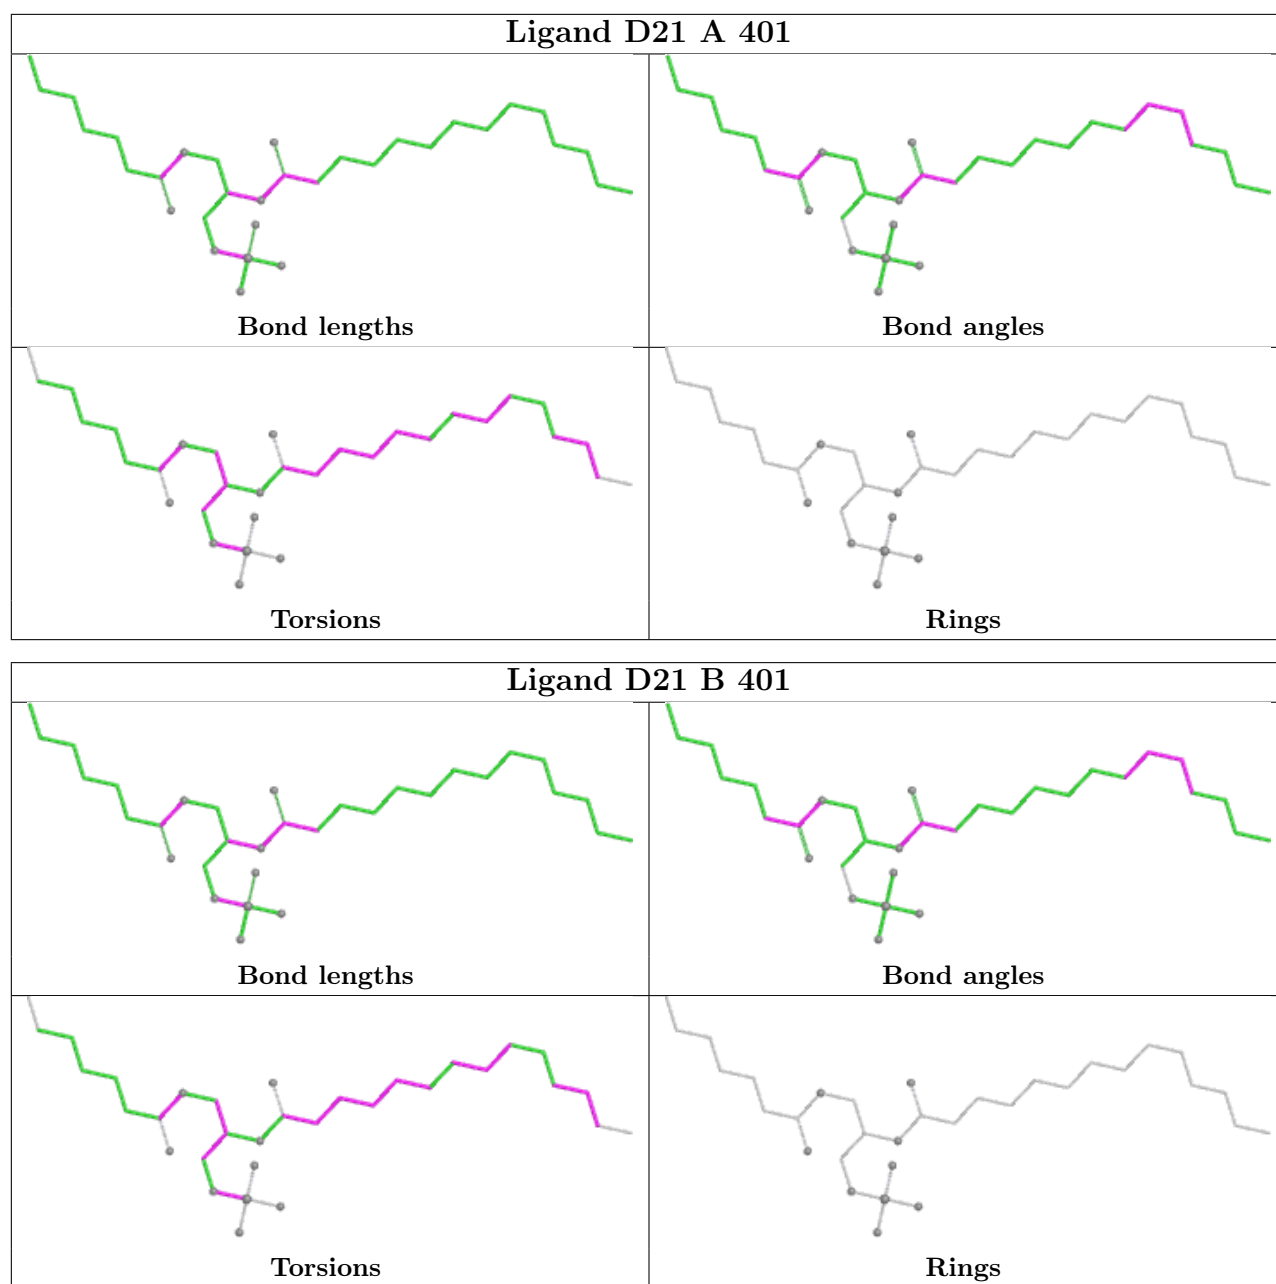 Ligand D21 A 401
Bond lengths
Bond angles
Torsions
Rings
Ligand D21 B 401
Bond lengths
Bond angles
Torsions
Rings